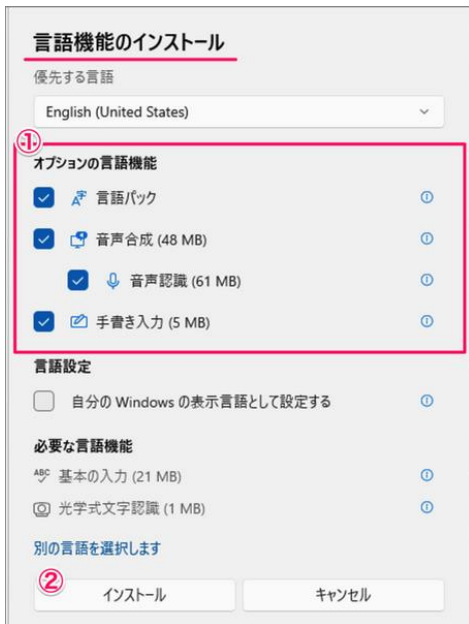 言語機能のインストール
優先する言語
English (United States)
①
オプションの言語機能
言語パック
音声合成 (48 MB)
音声認識 (61 MB)
手書き入力 (5 MB)
言語設定
自分の Windows の表示言語として設定する
必要な言語機能
ABC 基本の入力 (21 MB)
光学式文字認識 (1 MB)
別の言語を選択します
②
インストール キャンセル